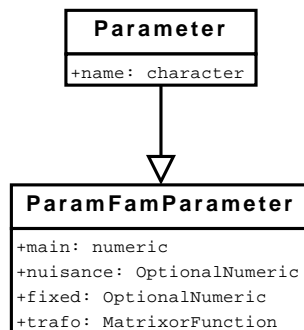 Parameter
+name: character
ParamFamParameter
+main: numeric
+nuisance: OptionalNumeric
+fixed: OptionalNumeric
+trafo: MatrixorFunction